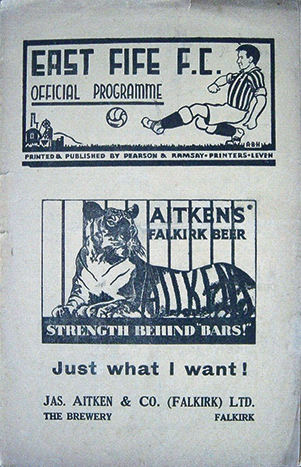 EAST FIFE F.C.
OFFICIAL PROGRAMME
A.B.H.
PRINTED & PUBLISHED BY PEARSON & RAMSAY • PRINTERS • LEVEN
AITKENS'
FALKIRK BEER
AITKENS
STRENGTH BEHIND "BARS!"
Just what I want!
JAS. AITKEN & CO. (FALKIRK) LTD.
THE BREWERY FALKIRK